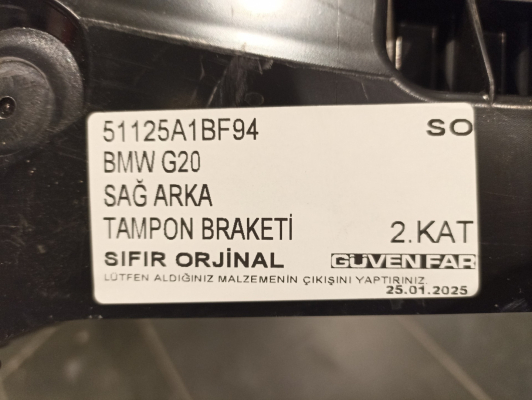 51125A1BF94 SO
BMW G20
SAĞ ARKA
TAMPON BRAKETİ 2.KAT
SIFIR ORJİNAL GÜVEN FAR
LÜTFEN ALDIĞINIZ MALZEMENİN ÇIKIŞINI YAPTIRINIZ.
25.01.2025